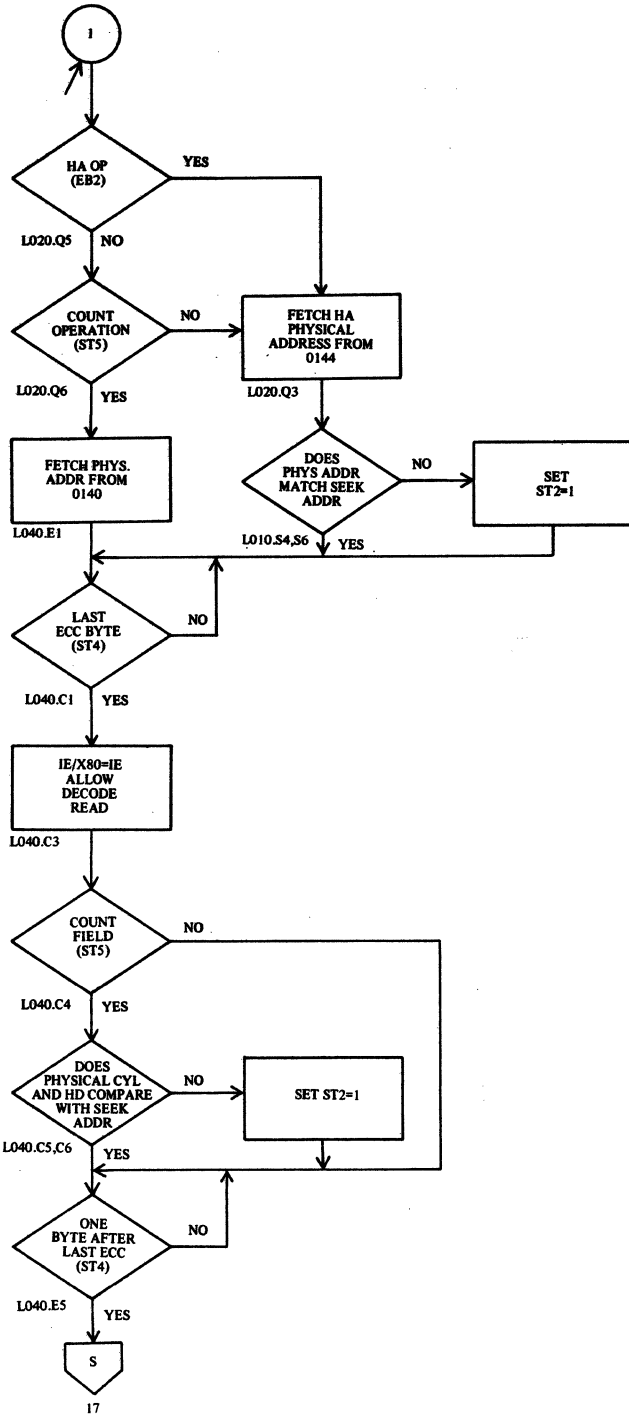 1
HA OP
(EB2)
YES
L020.Q5
NO
COUNT
OPERATION
(ST5)
NO
FETCH HA
PHYSICAL
ADDRESS FROM
0144
L020.Q6
YES
L020.Q3
FETCH PHYS.
ADDR FROM
0140
DOES
PHYS ADDR
MATCH SEEK
ADDR
NO
SET
ST2=1
L040.E1
L010.S4,S6
YES
LAST
ECC BYTE
(ST4)
NO
L040.C1
YES
IE/X80=IE
ALLOW
DECODE
READ
L040.C3
COUNT
FIELD
(ST5)
NO
L040.C4
YES
DOES
PHYSICAL CYL
AND HD COMPARE
WITH SEEK
ADDR
NO
SET ST2=1
L040.C5,C6
YES
ONE
BYTE AFTER
LAST ECC
(ST4)
NO
L040.E5
YES
S
17